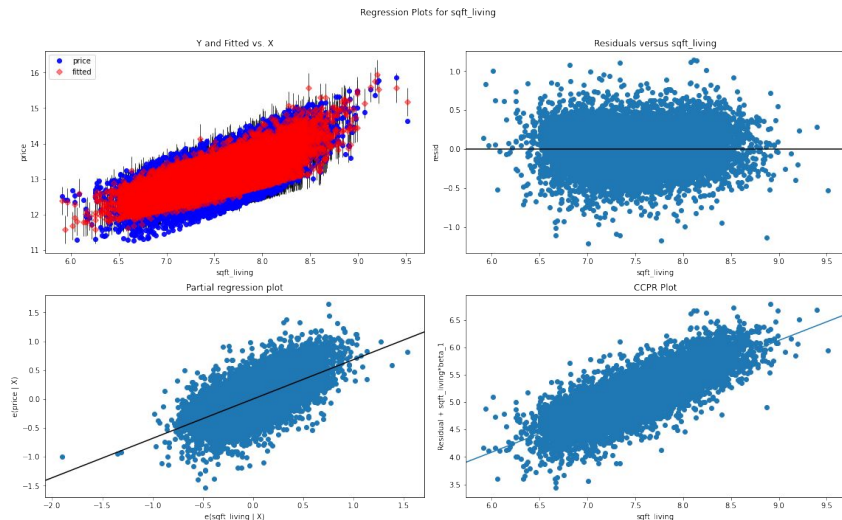 Regression Plots for sqft_living
Y and Fitted vs. X
price
fitted
16
15
14
13
12
11
price
6.0 6.5 7.0 7.5 8.0 8.5 9.0 9.5
sqft_living
Residuals versus sqft_living
1.0
0.5
0.0
−0.5
−1.0
resid
6.0 6.5 7.0 7.5 8.0 8.5 9.0 9.5
sqft_living
Partial regression plot
1.5
1.0
0.5
0.0
−0.5
−1.0
−1.5
e(price | X)
−2.0 −1.5 −1.0 −0.5 0.0 0.5 1.0 1.5
e(sqft_living | X)
CCPR Plot
6.5
6.0
5.5
5.0
4.5
4.0
3.5
Residual + sqft_living*beta_1
6.0 6.5 7.0 7.5 8.0 8.5 9.0 9.5
sqft_living